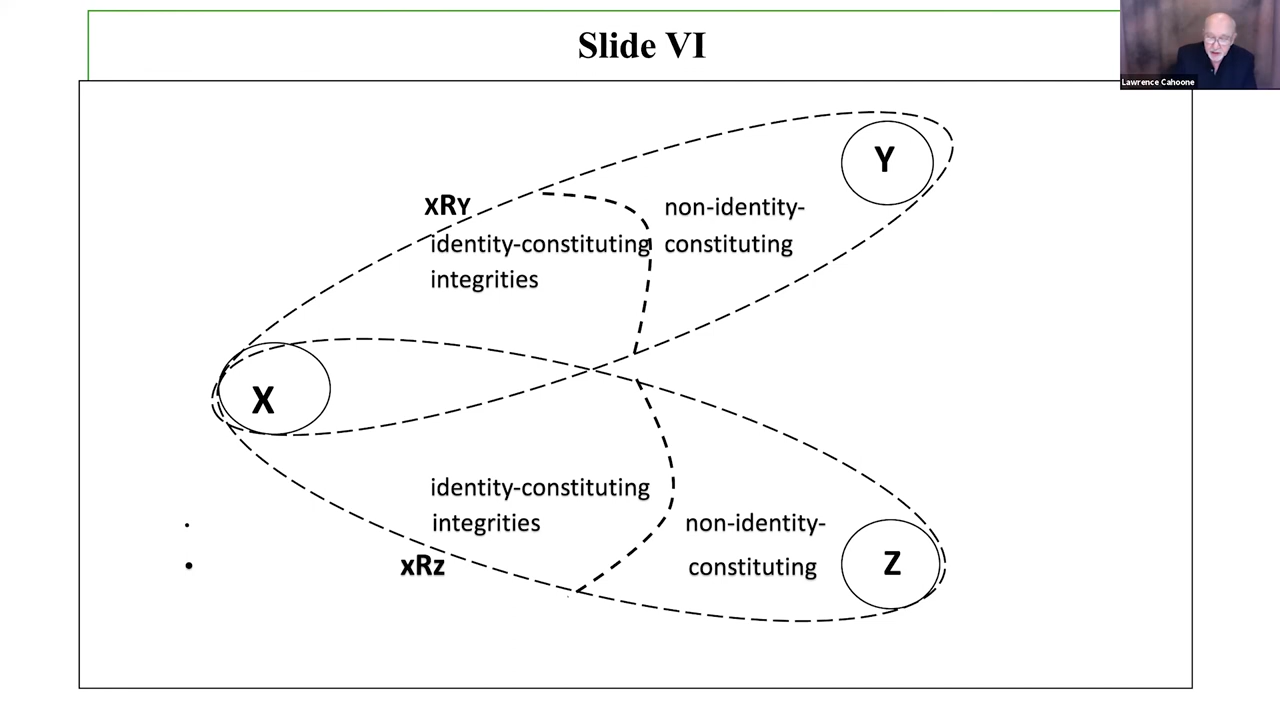 Slide VI
Lawrence Cahoone
Y
xRY
non-identity-
identity-constituting
constituting
integrities
X
identity-constituting
integrities
non-identity-
xRz
constituting
Z